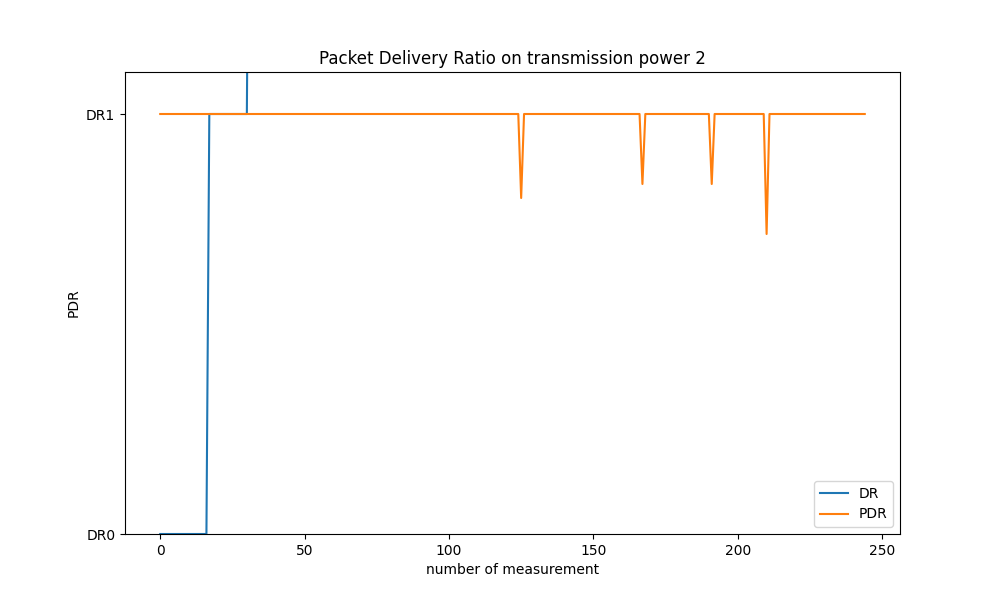 Packet Delivery Ratio on transmission power 2
DR1
PDR
DR0
DR
PDR
0 50 100 150 200 250
number of measurement